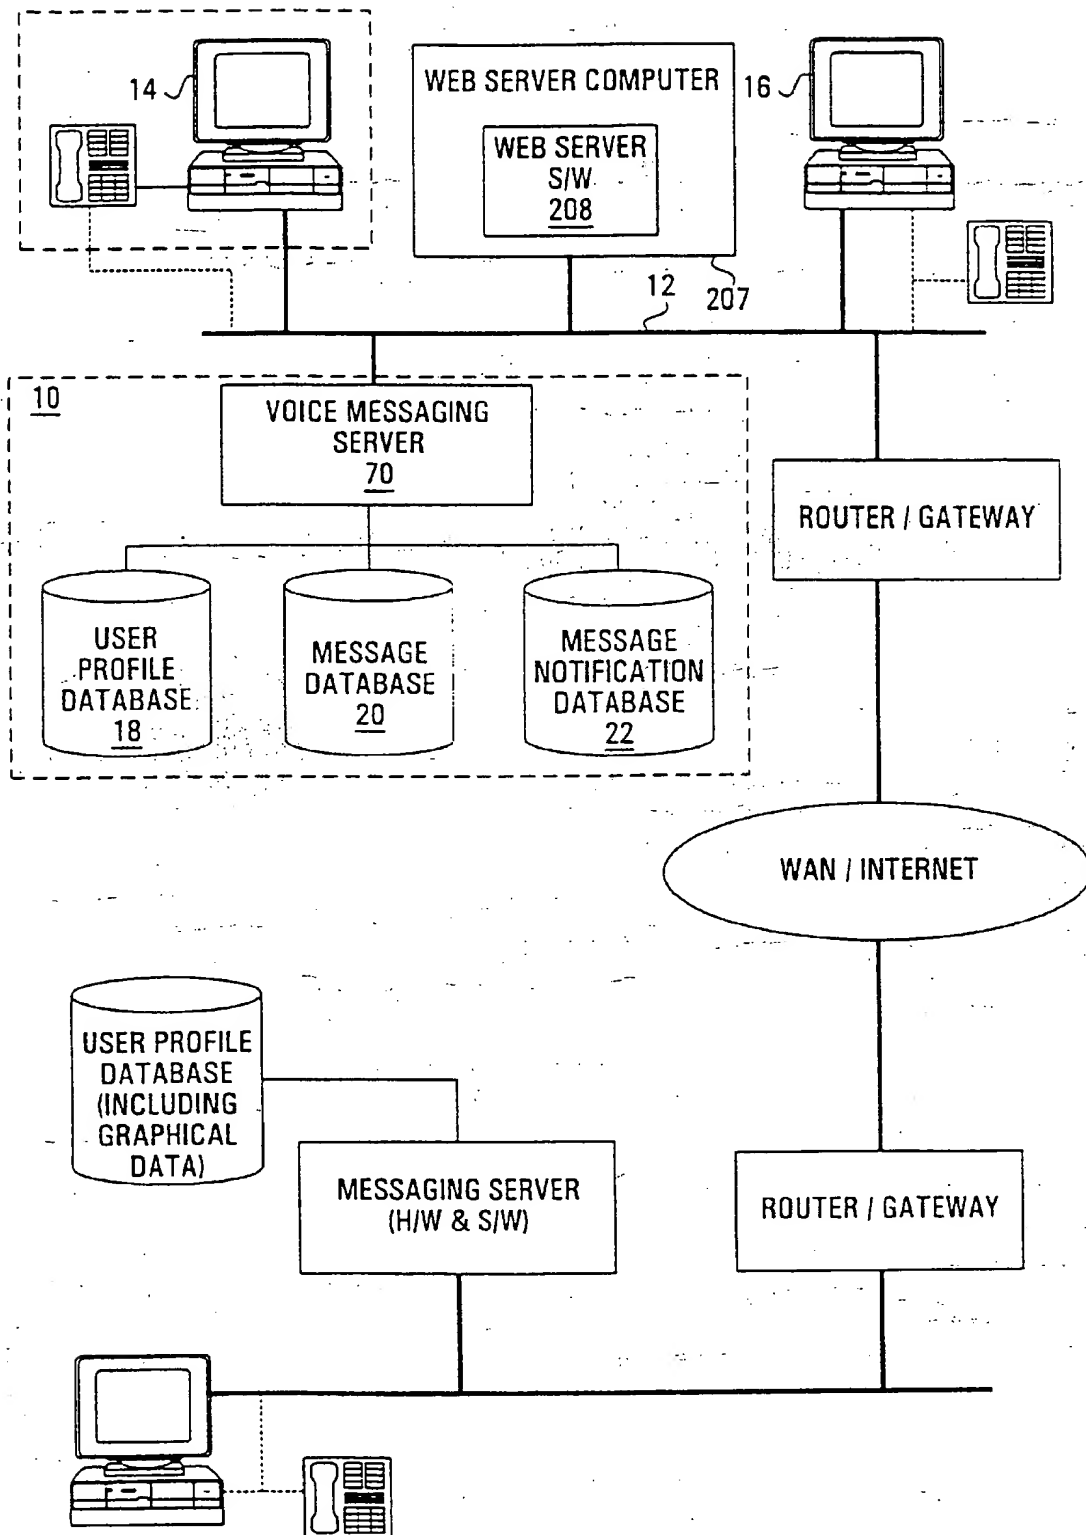 14
WEB SERVER COMPUTER
WEB SERVER
S/W
208
16
12
207
10
VOICE MESSAGING
SERVER
70
ROUTER / GATEWAY
USER
PROFILE
DATABASE
18
MESSAGE
DATABASE
20
MESSAGE
NOTIFICATION
DATABASE
22
WAN / INTERNET
USER PROFILE
DATABASE
(INCLUDING
GRAPHICAL
DATA)
MESSAGING SERVER
(H/W & S/W)
ROUTER / GATEWAY